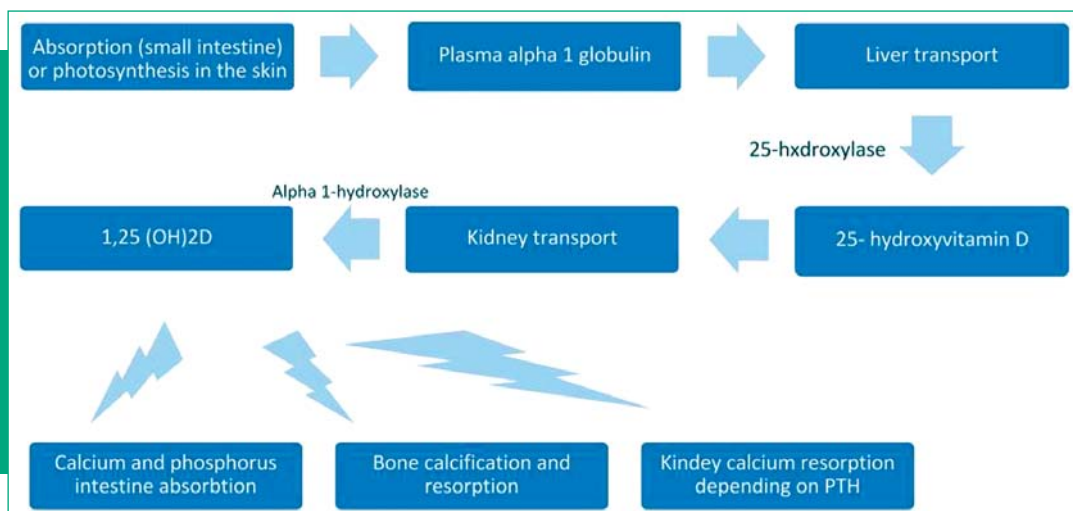 Absorption (small intestine)
or photosynthesis in the skin
Plasma alpha 1 globulin
Liver transport
25-hxdroxylase
Alpha 1-hydroxylase
1,25 (OH)2D
Kidney transport
25- hydroxyvitamin D
Calcium and phosphorus
intestine absorbtion
Bone calcification and
resorption
Kindey calcium resorption
depending on PTH